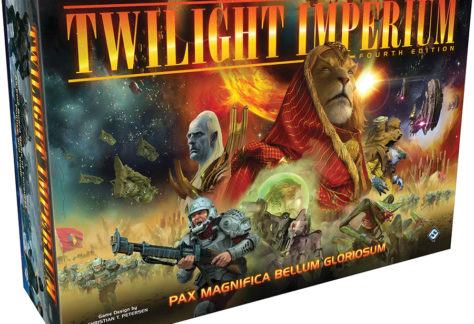 TWILIGHT IMPERIUM
FOURTH EDITION
PAX MAGNIFICA BELLUM GLORIOSUM
Game Design by
CHRISTIAN T. PETERSEN
TWILIGHT IMPERIUM